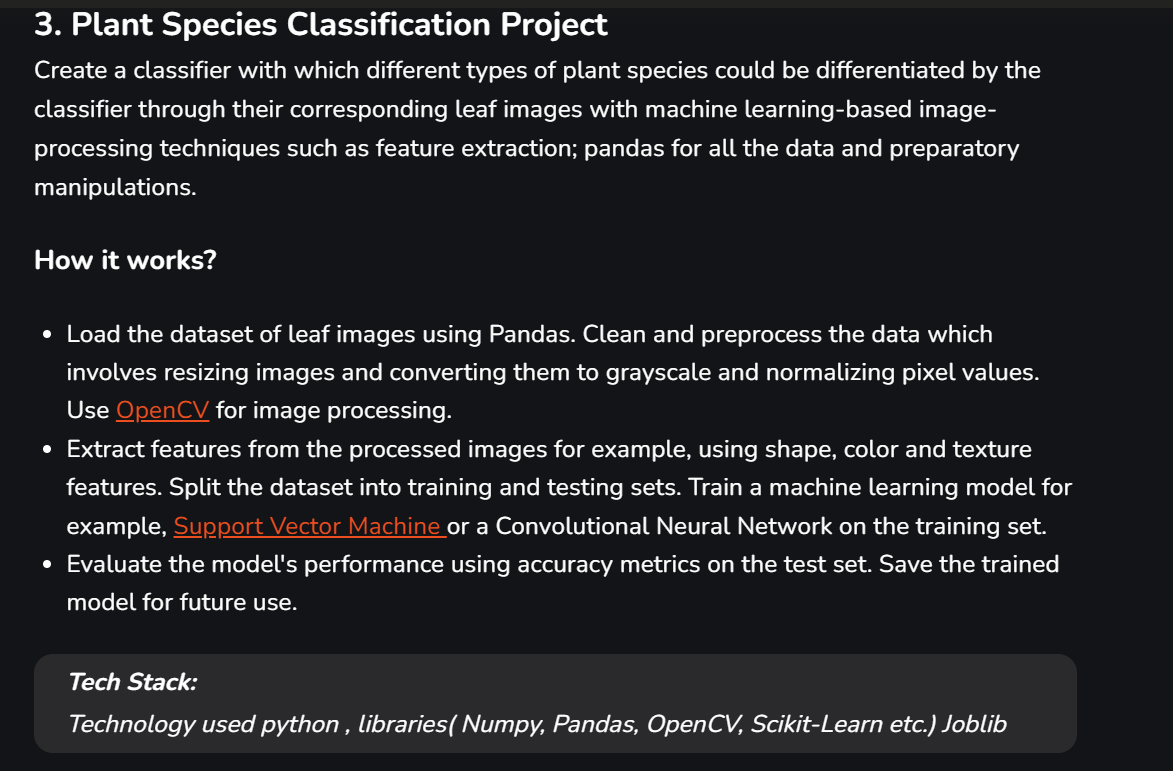 3. Plant Species Classification Project
Create a classifier with which different types of plant species could be differentiated by the
classifier through their corresponding leaf images with machine learning-based image-
processing techniques such as feature extraction; pandas for all the data and preparatory
manipulations.
How it works?
• Load the dataset of leaf images using Pandas. Clean and preprocess the data which
involves resizing images and converting them to grayscale and normalizing pixel values.
Use OpenCV for image processing.
• Extract features from the processed images for example, using shape, color and texture
features. Split the dataset into training and testing sets. Train a machine learning model for
example, Support Vector Machine or a Convolutional Neural Network on the training set.
• Evaluate the model's performance using accuracy metrics on the test set. Save the trained
model for future use.
Tech Stack:
Technology used python , libraries( Numpy, Pandas, OpenCV, Scikit-Learn etc.) Joblib